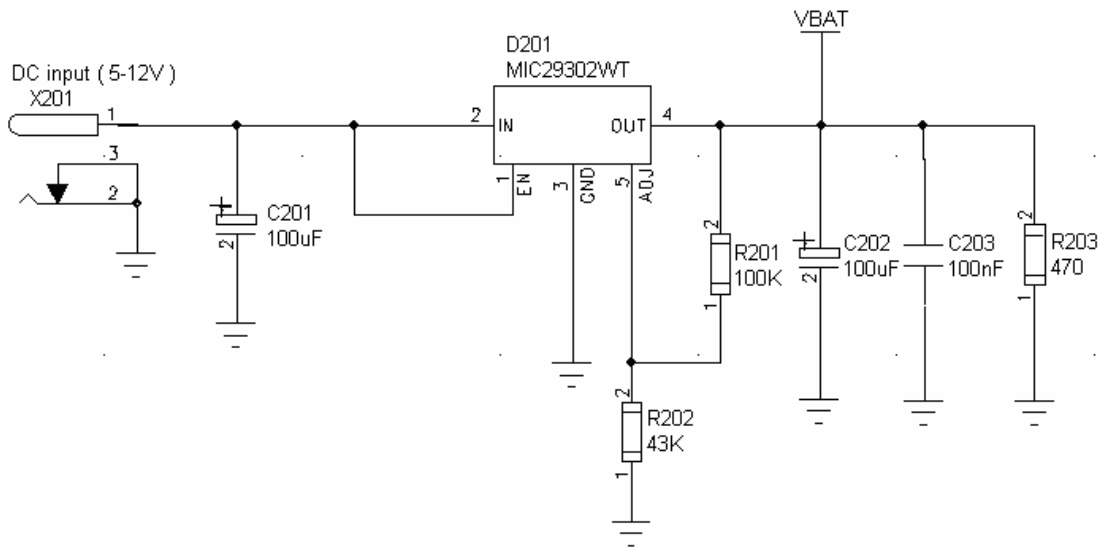 VBAT
D201
MIC29302WT
DC input ( 5-12V )
X201
1
2
IN
OUT
4
3
2
1
EN
3
GND
5
ADJ
+
C201
100uF
2
2
R201
100K
1
+
C202
100uF
2
C203
100nF
2
R203
470
1
2
R202
43K
1